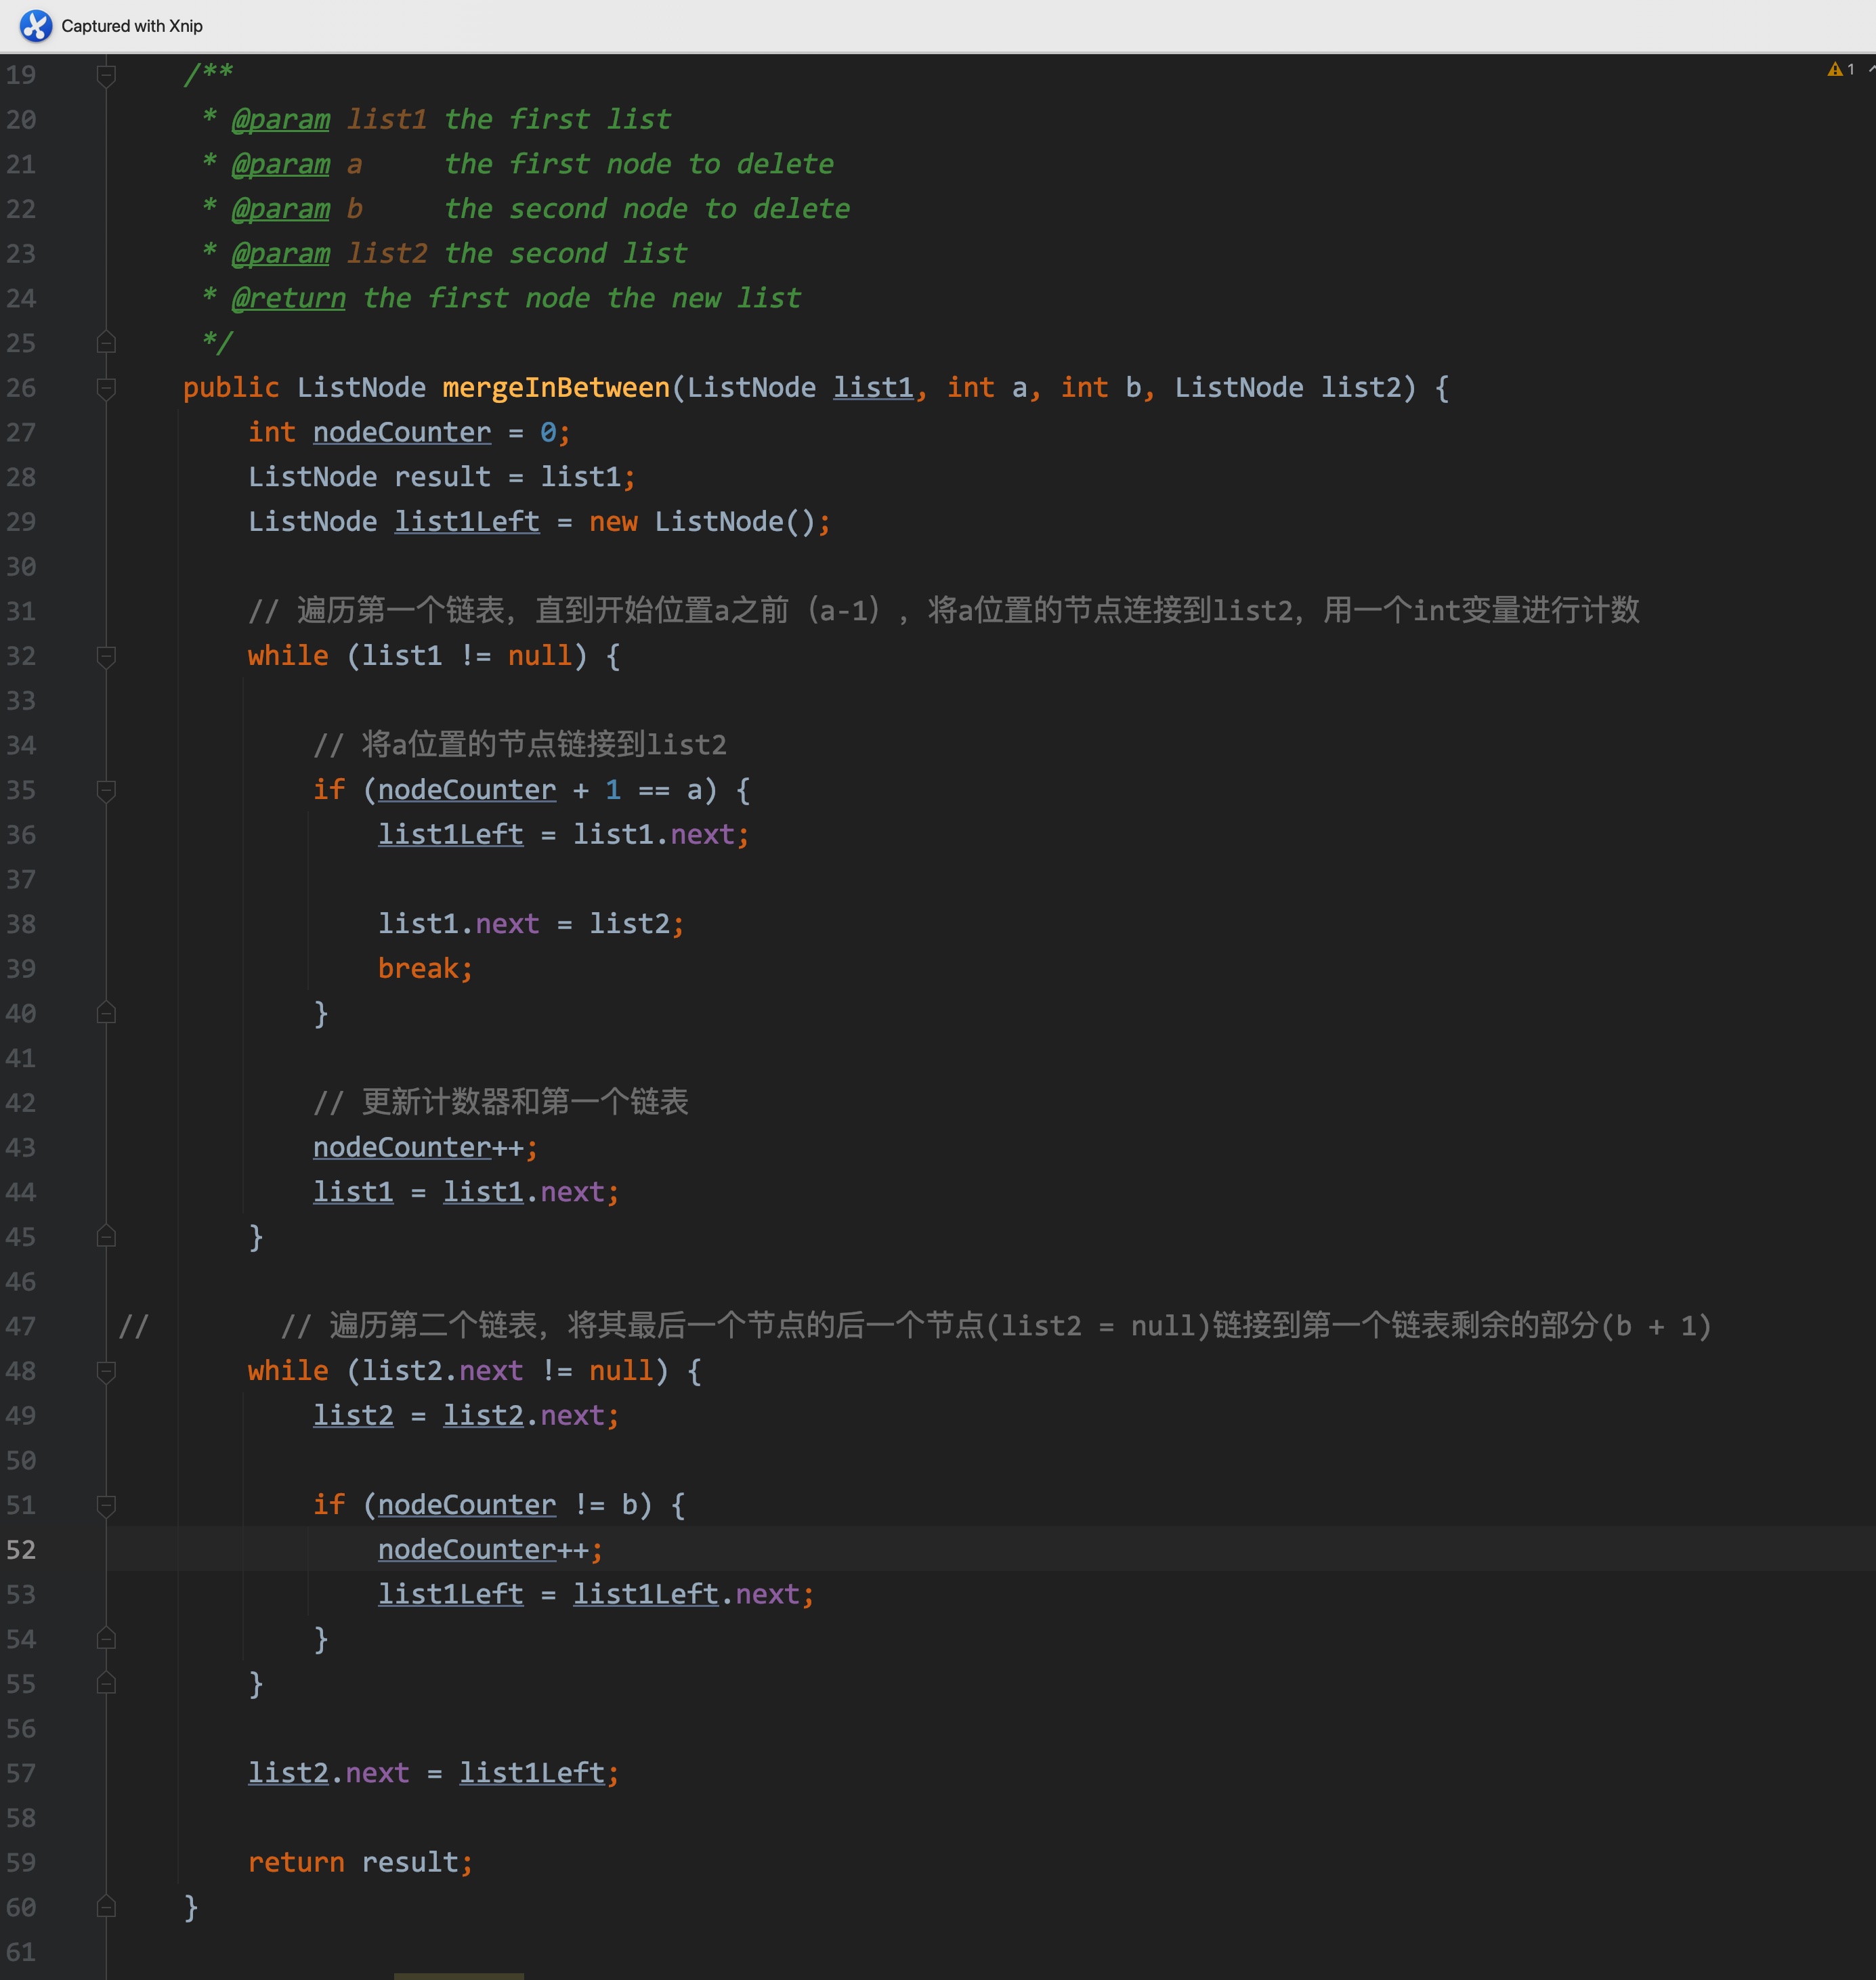 Captured with Xnip
1
19 /**
20 * @param list1 the first list
21 * @param a     the first node to delete
22 * @param b     the second node to delete
23 * @param list2 the second list
24 * @return the first node the new list
25 */
26 public ListNode mergeInBetween(ListNode list1, int a, int b, ListNode list2) {
27 int nodeCounter = 0;
28 ListNode result = list1;
29 ListNode list1Left = new ListNode();
30
31 // 遍历第一个链表，直到开始位置a之前（a-1），将a位置的节点连接到list2，用一个int变量进行计数
32 while (list1 != null) {
33
34 // 将a位置的节点链接到list2
35 if (nodeCounter + 1 == a) {
36 list1Left = list1.next;
37
38 list1.next = list2;
39 break;
40 }
41
42 // 更新计数器和第一个链表
43 nodeCounter++;
44 list1 = list1.next;
45 }
46
47 //        // 遍历第二个链表，将其最后一个节点的后一个节点(list2 = null)链接到第一个链表剩余的部分(b + 1)
48 while (list2.next != null) {
49 list2 = list2.next;
50
51 if (nodeCounter != b) {
52 nodeCounter++;
53 list1Left = list1Left.next;
54 }
55 }
56
57 list2.next = list1Left;
58
59 return result;
60 }
61